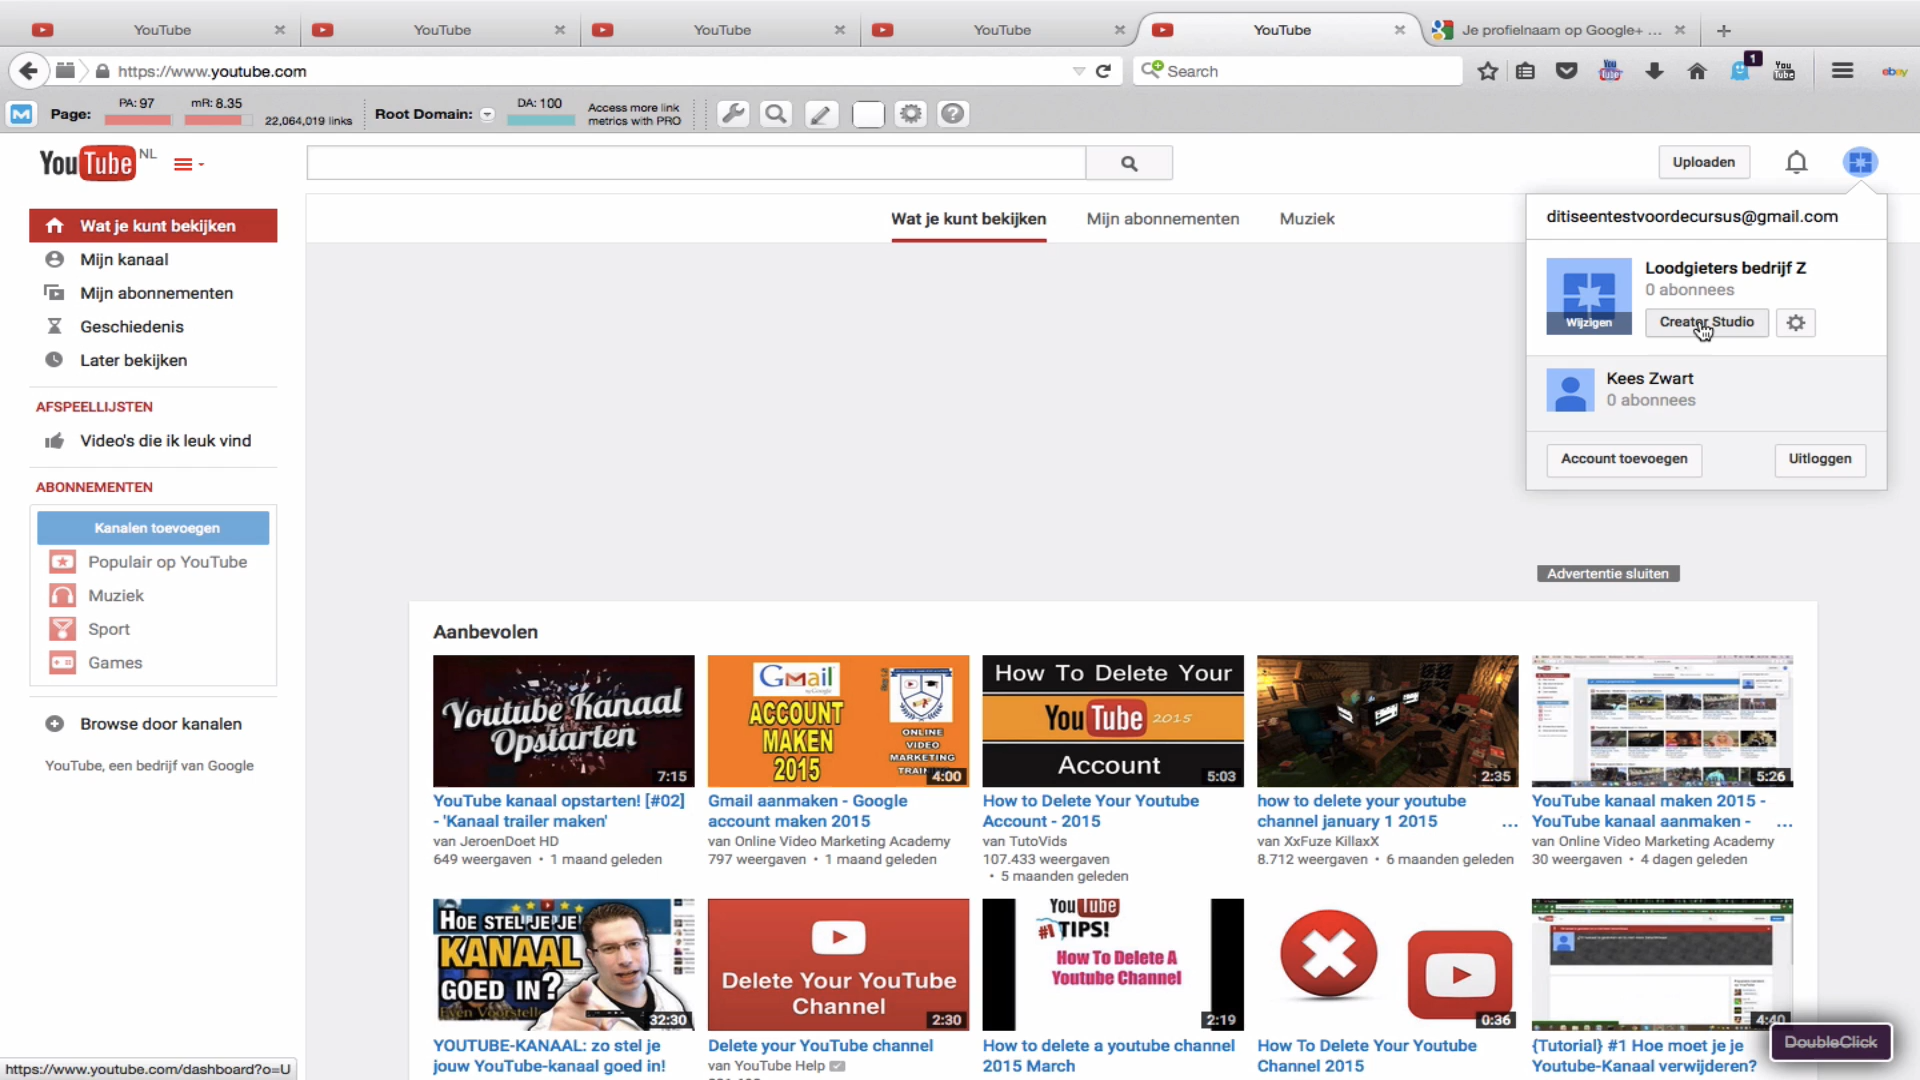 YouTube
YouTube
YouTube
YouTube
YouTube
Je profielnaam op Google+ ...
https://www.youtube.com
Search
1
You
Tube
ebay
Page:
PA: 97
mR: 8.35
22,064,019 links
Root Domain:
DA: 100
Access more link
metrics with PRO
YouTube NL
Uploaden
Wat je kunt bekijken
Mijn abonnementen
Muziek
ditiseentestvoordecursus@gmail.com
Loodgieters bedrijf Z
0 abonnees
Wijzigen
Creator Studio
Kees Zwart
0 abonnees
Account toevoegen
Uitloggen
Wat je kunt bekijken
Mijn kanaal
Mijn abonnementen
Geschiedenis
Later bekijken
AFSPEELLIJSTEN
Video's die ik leuk vind
ABONNEMENTEN
Kanalen toevoegen
Populair op YouTube
Muziek
Sport
Games
Browse door kanalen
YouTube, een bedrijf van Google
Advertentie sluiten
Aanbevolen
Youtube Kanaal
Opstarten
7:15
YouTube kanaal opstarten! [#02]
- 'Kanaal trailer maken'
van JeroenDoet HD
649 weergaven • 1 maand geleden
Gmail
by Google
ACCOUNT
MAKEN
2015
ONLINE
VIDEO
MARKETING
4:00
Gmail aanmaken - Google
account maken 2015
van Online Video Marketing Academy
797 weergaven • 1 maand geleden
How To Delete Your
YouTube 2015
Account
5:03
How to Delete Your Youtube
Account - 2015
van TutoVids
107.433 weergaven
• 5 maanden geleden
2:35
how to delete your youtube
channel january 1 2015 ...
van XxFuze KillaxX
8.712 weergaven • 6 maanden geleden
5:26
YouTube kanaal maken 2015 -
YouTube kanaal aanmaken - ...
van Online Video Marketing Academy
30 weergaven • 4 dagen geleden
HOE STEL JE JE
KANAAL
GOED IN?
Even Voorstell
32:30
YOUTUBE-KANAAL: zo stel je
jouw YouTube-kanaal goed in!
Delete Your YouTube
Channel
2:30
Delete your YouTube channel
van YouTube Help
YouTube
#1 TIPS!
How To Delete A
Youtube Channel
2:19
How to delete a youtube channel
2015 March
0:36
How To Delete Your Youtube
Channel 2015
4:40
{Tutorial} #1 Hoe moet je je
Youtube-Kanaal verwijderen?
DoubleClick
https://www.youtube.com/dashboard?o=U